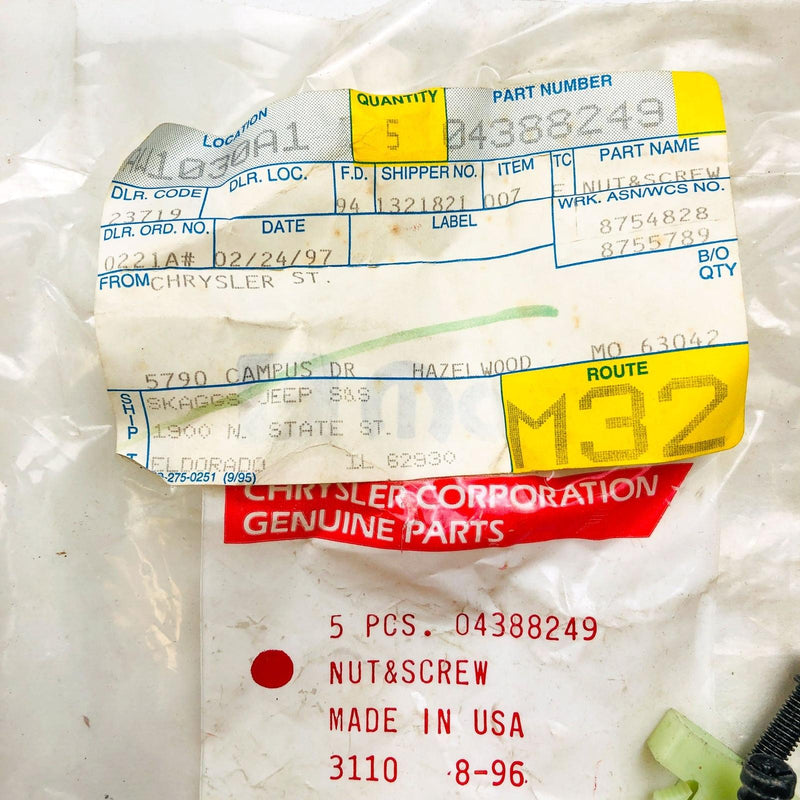 LOCATION QUANTITY PART NUMBER
AW1030A1 5 04388249
DLR. CODE DLR. LOC. F.D. SHIPPER NO. ITEM TC PART NAME
23719 94 1321821 007 E NUT&SCREW
DLR. ORD. NO. DATE LABEL WRK. ASN/WCS NO.
0221A# 02/24/97 8754828
8755789
FROM CHRYSLER ST. B/O QTY
5790 CAMPUS DR HAZELWOOD MO 63042
SHIP SKAGGS JEEP S&S ROUTE
1900 N. STATE ST. M32
ELDORADO IL 62930
3-275-0251 (9/95)
CHRYSLER CORPORATION
GENUINE PARTS
5 PCS. 04388249
NUT&SCREW
MADE IN USA
3110 8-96